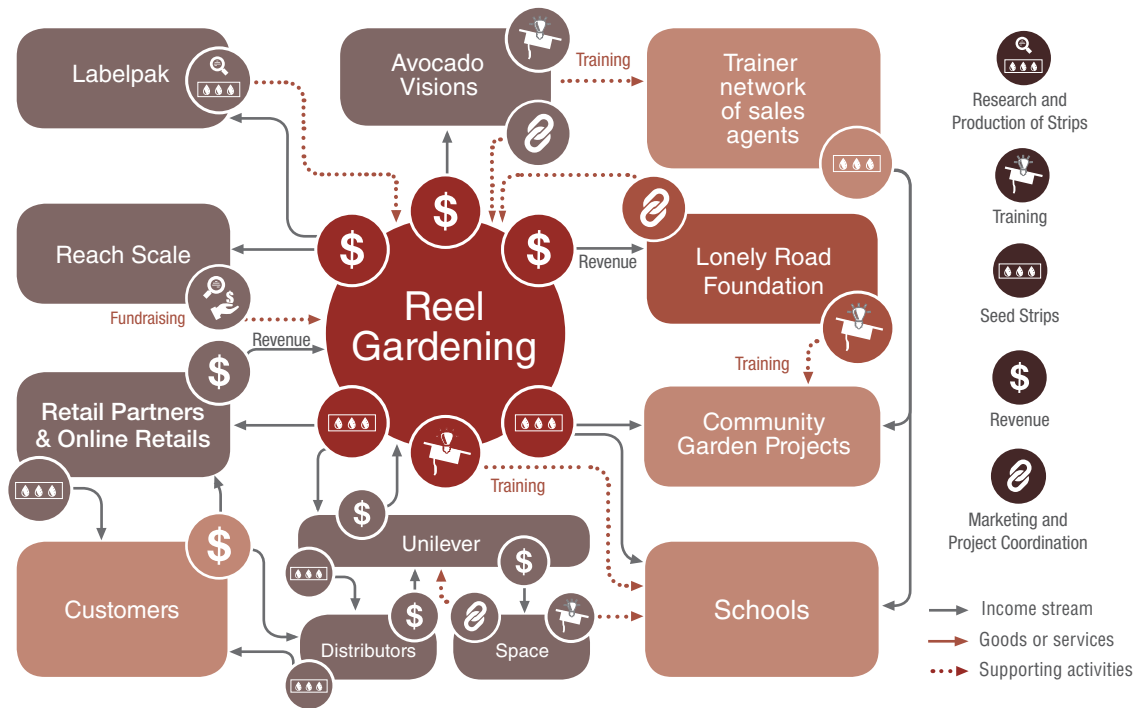 Labelpak
Avocado
Visions
Training
Trainer
network
of sales
agents
Research and
Production of Strips
Training
Reach Scale
Fundraising
Revenue
Reel
Gardening
Revenue
Lonely Road
Foundation
Training
Seed Strips
Retail Partners
& Online Retails
Community
Garden Projects
Revenue
Training
Marketing and
Project Coordination
Unilever
Customers
Distributors
Space
Schools
Income stream
Goods or services
Supporting activities